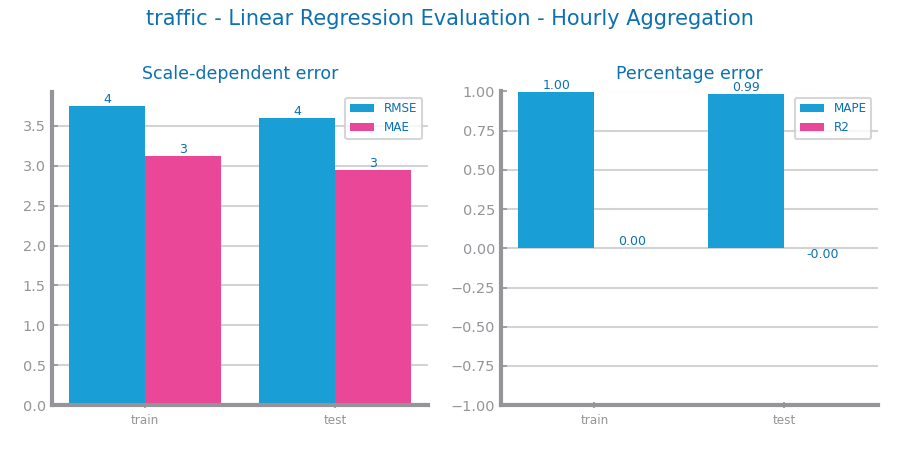 traffic - Linear Regression Evaluation - Hourly Aggregation
Scale-dependent error
4
3
4
3
RMSE
MAE
3.5
3.0
2.5
2.0
1.5
1.0
0.5
0.0
train
test
Percentage error
1.00
0.00
0.99
-0.00
MAPE
R2
1.00
0.75
0.50
0.25
0.00
−0.25
−0.50
−0.75
−1.00
train
test